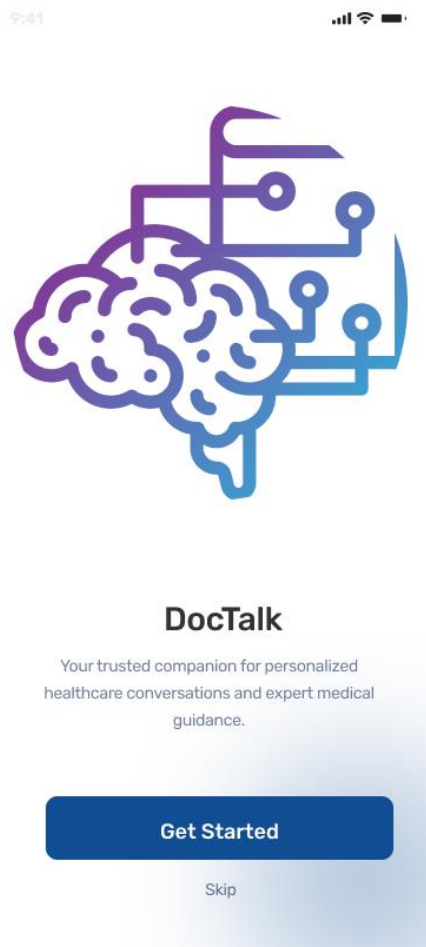 9:41
DocTalk
Your trusted companion for personalized
healthcare conversations and expert medical
guidance.
Get Started
Skip